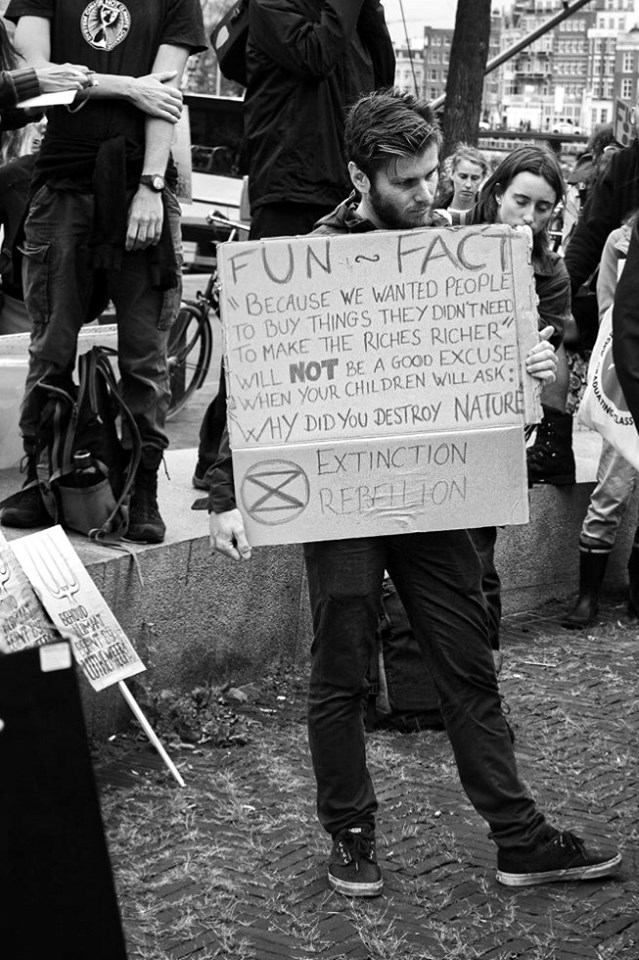 FUN ~ FACT
"BECAUSE WE WANTED PEOPLE
TO BUY THINGS THEY DIDN'T NEED
TO MAKE THE RICHES RICHER"
WILL NOT BE A GOOD EXCUSE
WHEN YOUR CHILDREN WILL ASK:
WHY DID YOU DESTROY NATURE
EXTINCTION
REBELLION
BEHIND